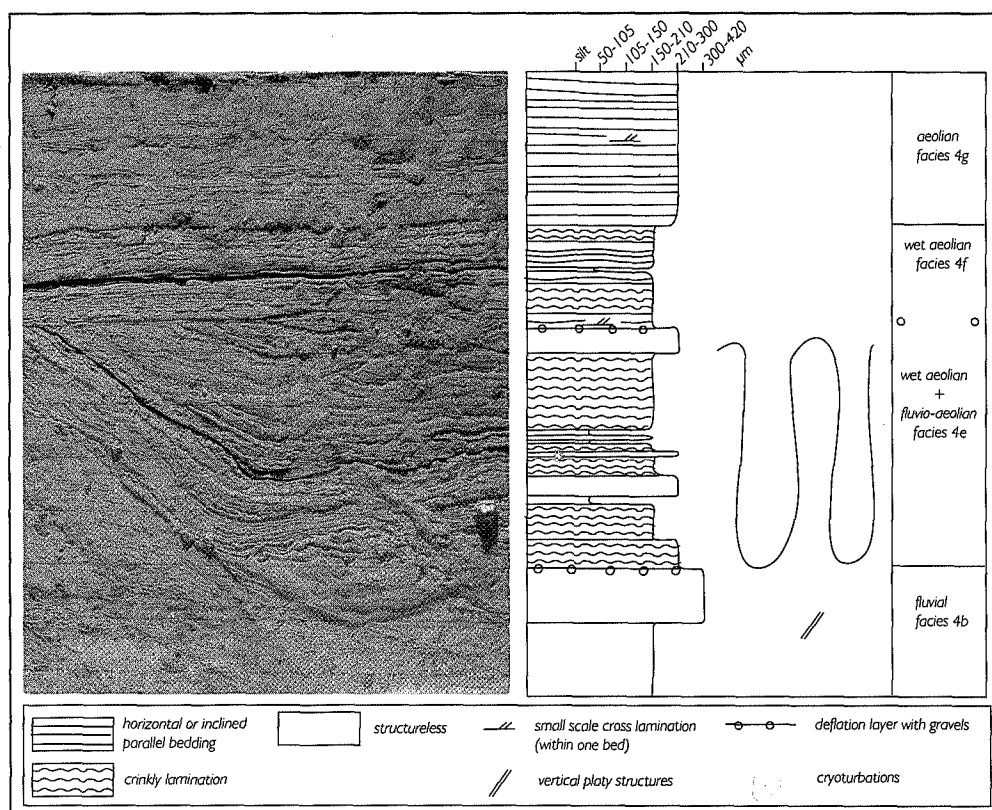 silt
50-105
105-150
150-210
210-300
300-420
µm
aeolian
facies 4g
wet aeolian
facies 4f
wet aeolian
+
fluvio-aeolian
facies 4e
fluvial
facies 4b
horizontal or inclined
parallel bedding
structureless
small scale cross lamination
(within one bed)
deflation layer with gravels
crinkly lamination
vertical platy structures
cryoturbations